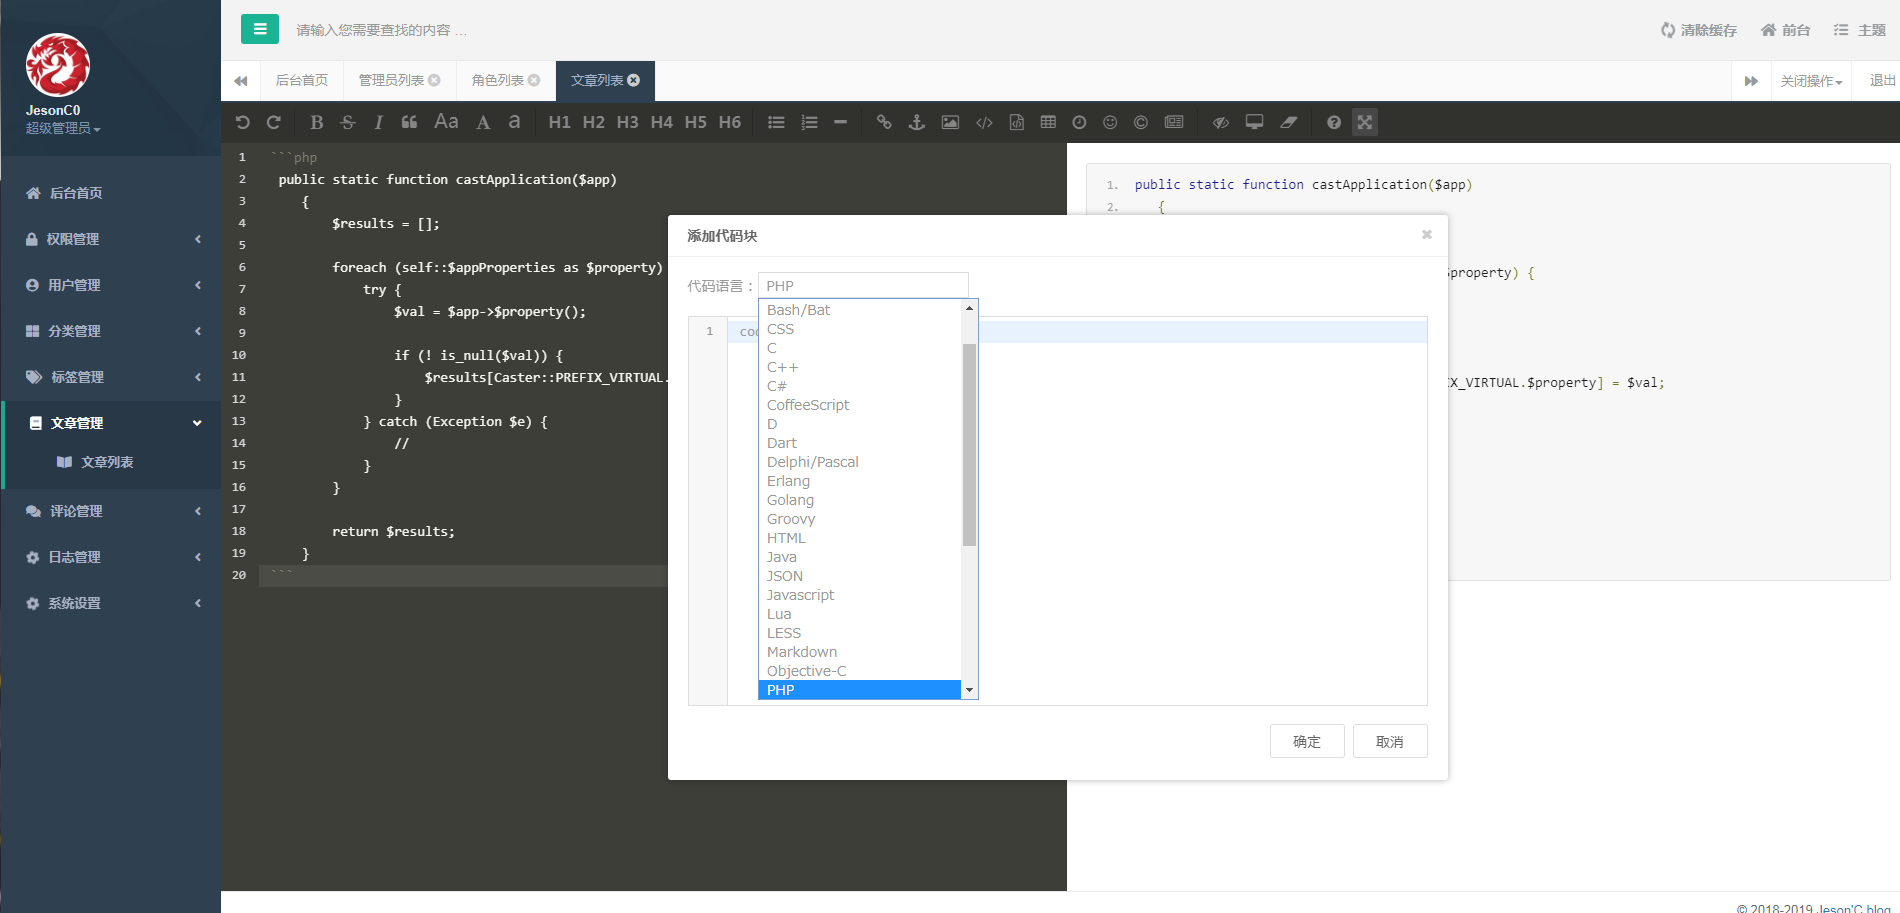 请输入您需要查找的内容 …
清除缓存
前台
主题
JesonC0
超级管理员
后台首页
管理员列表
角色列表
文章列表
关闭操作
退出
后台首页
权限管理
用户管理
分类管理
标签管理
文章管理
文章列表
评论管理
日志管理
系统设置
B S I Aa A a H1 H2 H3 H4 H5 H6
1 ```php
2 public static function castApplication($app)
3 {
4 $results = [];
5
6 foreach (self::$appProperties as $property)
7 try {
8 $val = $app->$property();
9
10 if (! is_null($val)) {
11 $results[Caster::PREFIX_VIRTUAL.
12 }
13 } catch (Exception $e) {
14 //
15 }
16 }
17
18 return $results;
19 }
20 ```
1. public static function castApplication($app)
2. {
$property) {
X_VIRTUAL.$property] = $val;
添加代码块
代码语言：
PHP
1 co
Bash/Bat
CSS
C
C++
C#
CoffeeScript
D
Dart
Delphi/Pascal
Erlang
Golang
Groovy
HTML
Java
JSON
Javascript
Lua
LESS
Markdown
Objective-C
PHP
确定
取消
© 2018-2019 Jeson'C blog